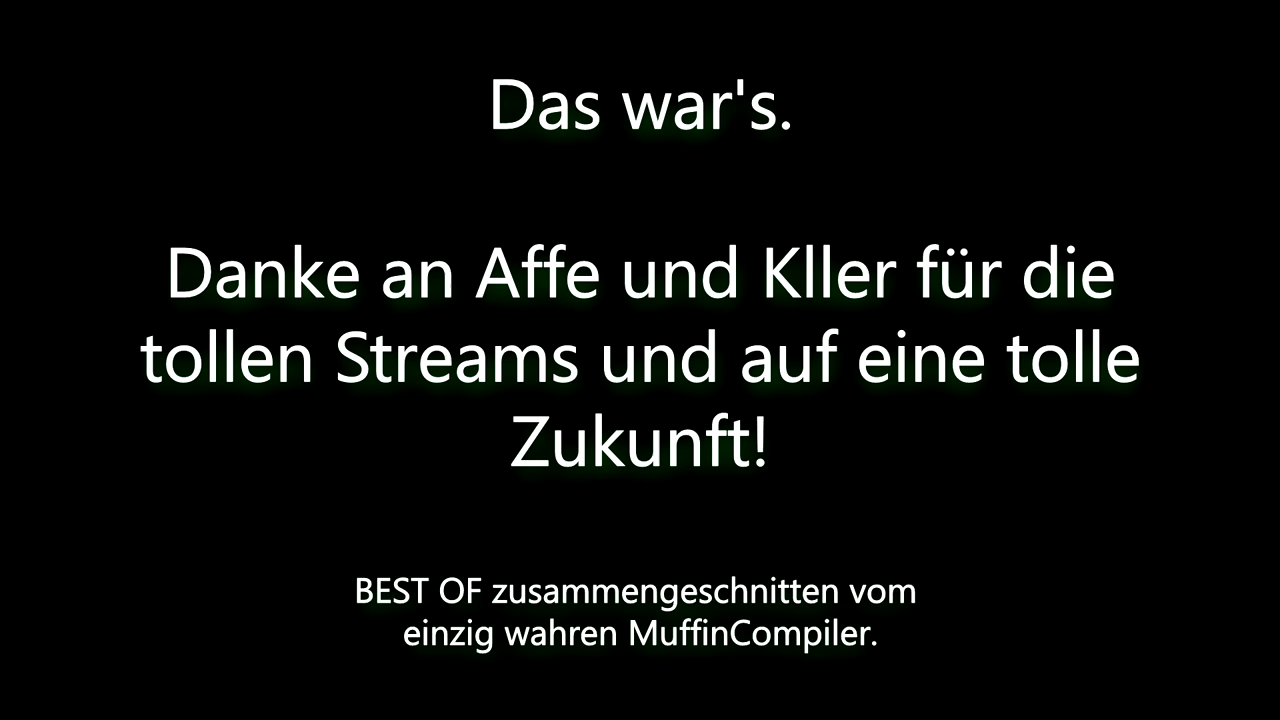 Das war's.
Danke an Affe und Kller für die
tollen Streams und auf eine tolle
Zukunft!
BEST OF zusammengeschnitten vom
einzig wahren MuffinCompiler.